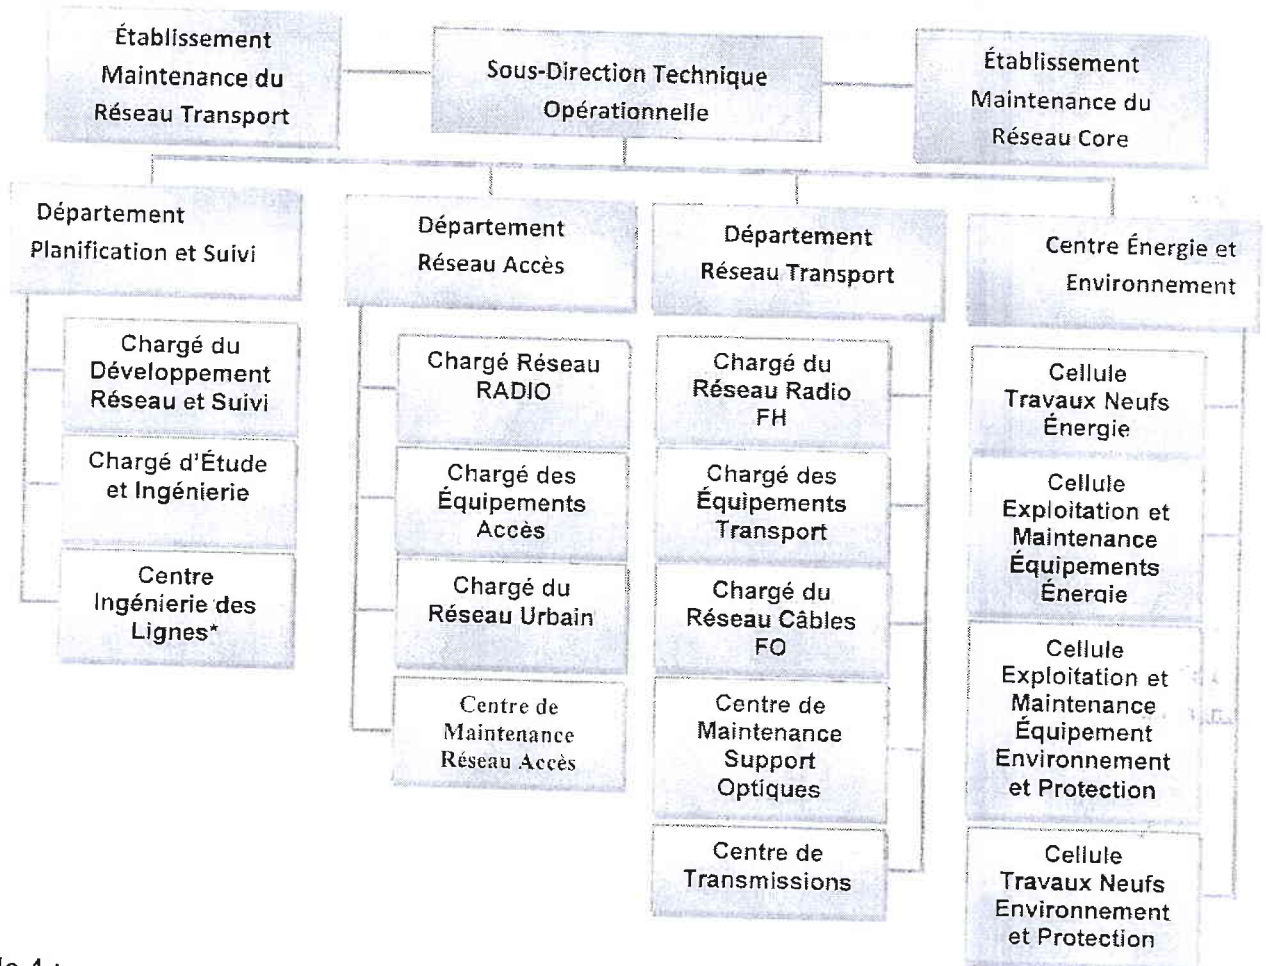 Établissement
Maintenance du
Réseau Transport
Sous-Direction Technique
Opérationnelle
Établissement
Maintenance du
Réseau Core
Département
Planification et Suivi
Département
Réseau Accès
Département
Réseau Transport
Centre Énergie et
Environnement
Chargé du
Développement
Réseau et Suivi
Chargé d'Étude
et Ingénierie
Centre
Ingénierie des
Lignes*
Chargé Réseau
RADIO
Chargé des
Équipements
Accès
Chargé du
Réseau Urbain
Centre de
Maintenance
Réseau Accès
Chargé du
Réseau Radio
FH
Chargé des
Équipements
Transport
Chargé du
Réseau Câbles
FO
Centre de
Maintenance
Support
Optiques
Centre de
Transmissions
Cellule
Travaux Neufs
Énergie
Cellule
Exploitation et
Maintenance
Équipements
Énergie
Cellule
Exploitation et
Maintenance
Équipement
Environnement
et Protection
Cellule
Travaux Neufs
Environnement
et Protection